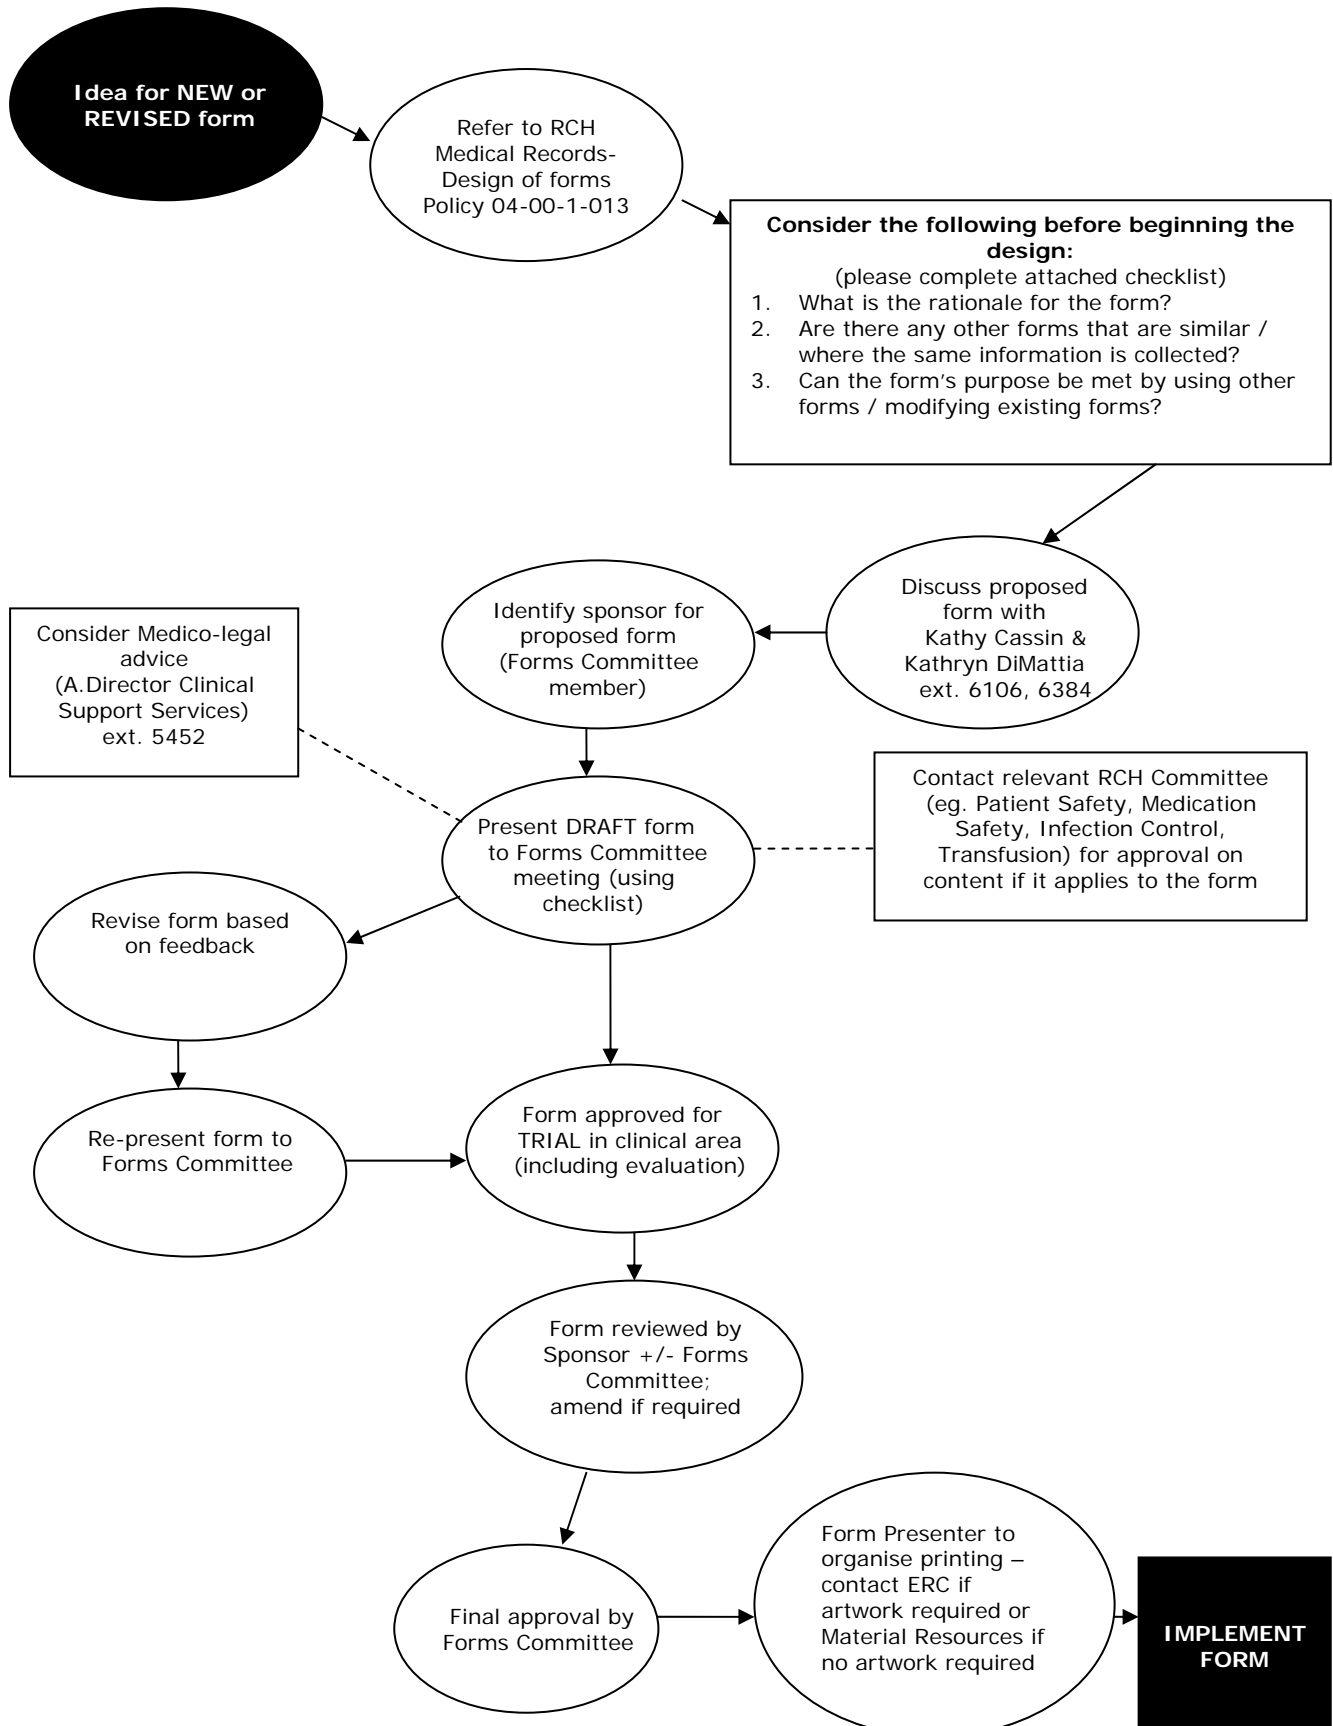 Idea for NEW or
REVISED form
Refer to RCH
Medical Records-
Design of forms
Policy 04-00-1-013
Consider the following before beginning the
design:
(please complete attached checklist)
1. What is the rationale for the form?
2. Are there any other forms that are similar /
where the same information is collected?
3. Can the form's purpose be met by using other
forms / modifying existing forms?
Discuss proposed
form with
Kathy Cassin &
Kathryn DiMattia
ext. 6106, 6384
Identify sponsor for
proposed form
(Forms Committee
member)
Consider Medico-legal
advice
(A.Director Clinical
Support Services)
ext. 5452
Present DRAFT form
to Forms Committee
meeting (using
checklist)
Contact relevant RCH Committee
(eg. Patient Safety, Medication
Safety, Infection Control,
Transfusion) for approval on
content if it applies to the form
Revise form based
on feedback
Re-present form to
Forms Committee
Form approved for
TRIAL in clinical area
(including evaluation)
Form reviewed by
Sponsor +/- Forms
Committee;
amend if required
Final approval by
Forms Committee
Form Presenter to
organise printing –
contact ERC if
artwork required or
Material Resources if
no artwork required
IMPLEMENT
FORM